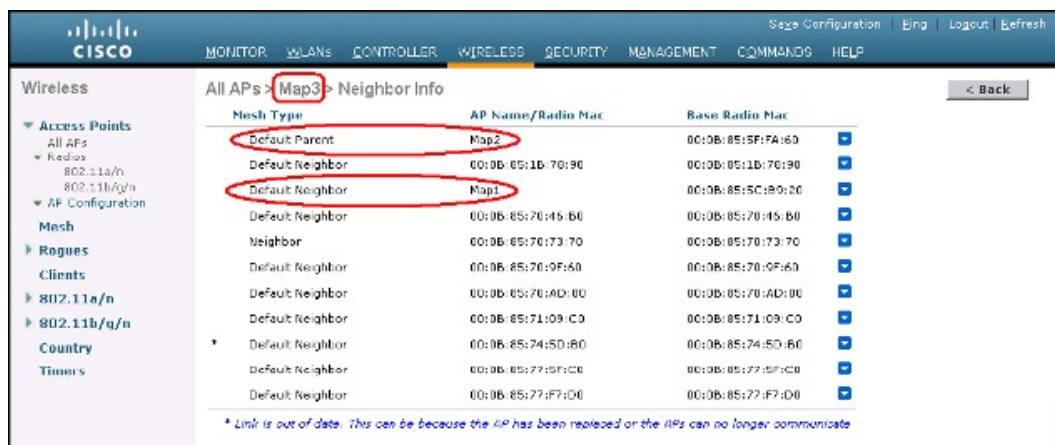 Save Configuration | Ping | Logout | Refresh
CISCO
MONITOR WLANs CONTROLLER WIRELESS SECURITY MANAGEMENT COMMANDS HELP
Wireless
All APs > Map3 > Neighbor Info
< Back
Access Points
All APs
Radios
802.11a/n
802.11b/g/n
AP Configuration
Mesh
Rogues
Clients
802.11a/n
802.11b/g/n
Country
Timers
Mesh Type AP Name/Radio Mac Base Radio Mac
Default Parent Map2 00:0B:85:5F:FA:60
Default Neighbor 00:0B:85:1B:78:90 00:0B:85:1B:78:90
Default Neighbor Map1 00:0B:85:5C:B9:20
Default Neighbor 00:0B:85:70:46:B0 00:0B:85:70:46:B0
Neighbor 00:0B:85:70:73:70 00:0B:85:70:73:70
Default Neighbor 00:0B:85:70:9F:60 00:0B:85:70:9F:60
Default Neighbor 00:0B:85:70:AD:00 00:0B:85:70:AD:00
Default Neighbor 00:0B:85:71:09:C0 00:0B:85:71:09:C0
* Default Neighbor 00:0B:85:74:5D:B0 00:0B:85:74:5D:B0
Default Neighbor 00:0B:85:77:5F:C0 00:0B:85:77:5F:C0
Default Neighbor 00:0B:85:77:F7:D0 00:0B:85:77:F7:D0
* Link is out of date. This can be because the AP has been replaced or the APs can no longer communicate